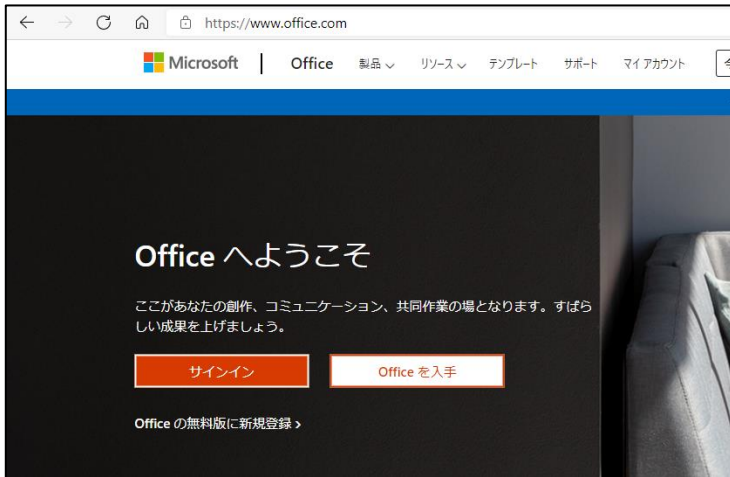 https://www.office.com
Microsoft | Office 製品 リソース テンプレート サポート マイ アカウント
Office へようこそ
ここがあなたの創作、コミュニケーション、共同作業の場となります。すばら
しい成果を上げましょう。
サインイン Office を入手
Office の無料版に新規登録 >